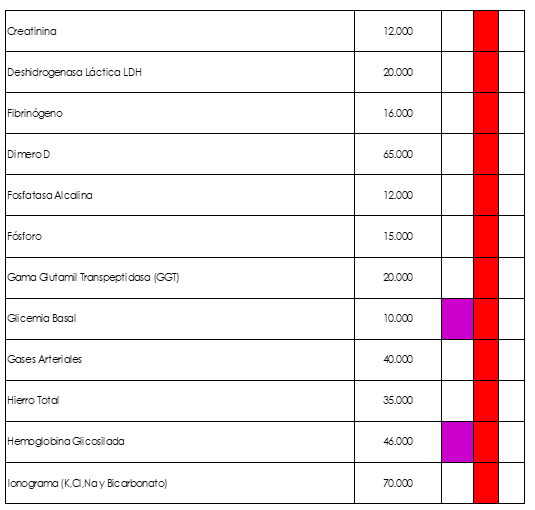 Creatinina 12.000
Deshidrogenasa Láctica LDH 20.000
Fibrinógeno 16.000
Dimero D 65.000
Fosfatasa Alcalina 12.000
Fósforo 15.000
Gama Glutamil Transpeptidasa (GGT) 20.000
Glicemia Basal 10.000
Gases Arteriales 40.000
Hierro Total 35.000
Hemoglobina Glicosilada 46.000
Ionograma (K,Cl,Na y Bicarbonato) 70.000